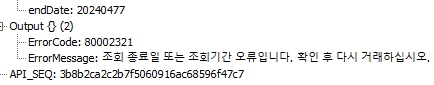 endDate: 20240477
Output {} (2)
ErrorCode: 80002321
ErrorMessage: 조회 종료일 또는 조회기간 오류입니다. 확인 후 다시 거래하십시오.
API_SEQ: 3b8b2ca2c2b7f5060916ac68596f47c7